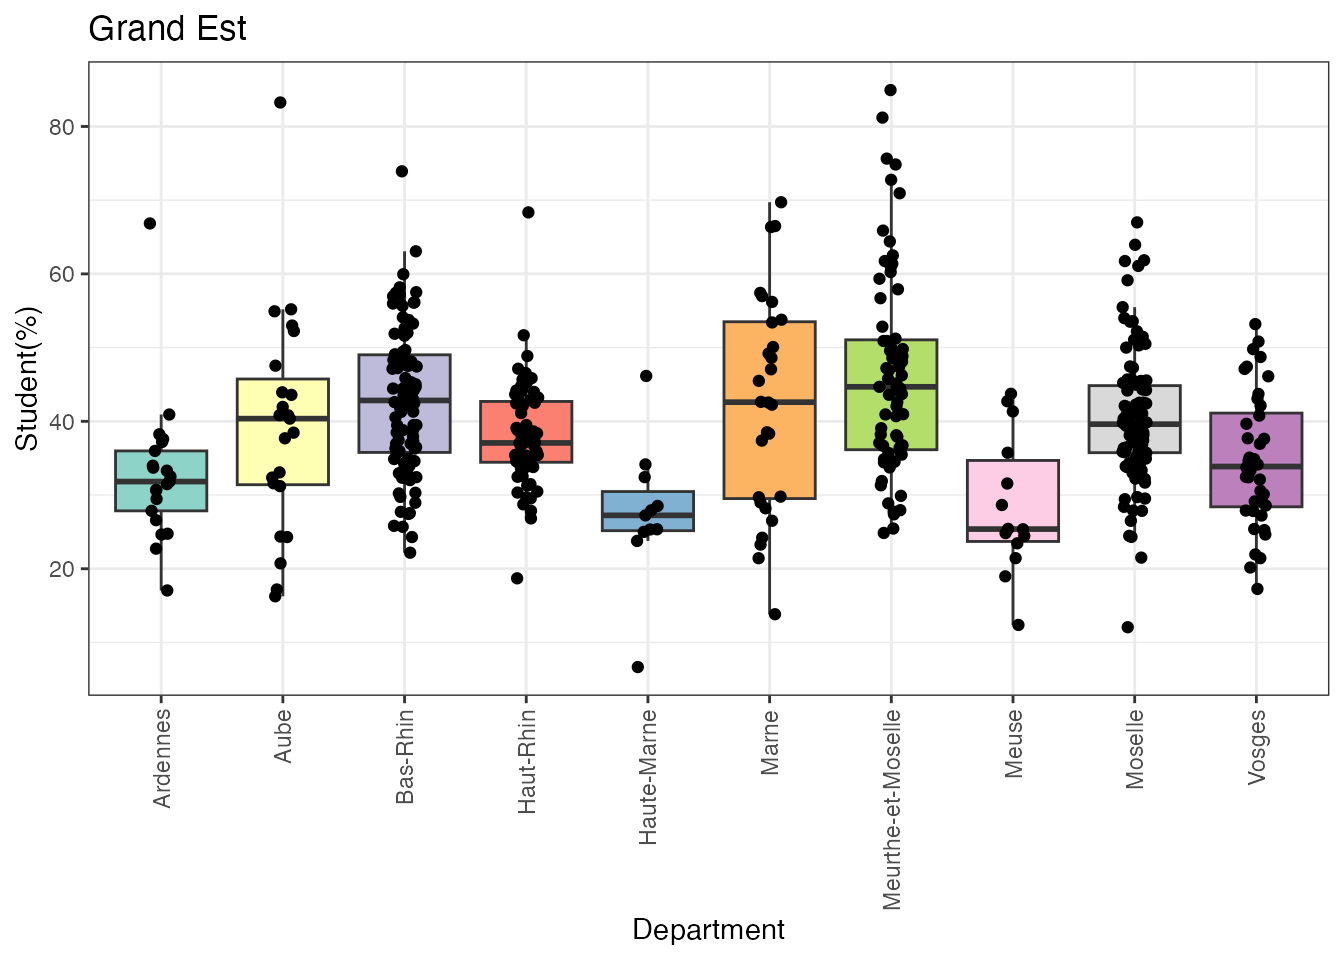 Grand Est
Student(%)
80
60
40
20
Ardennes
Aube
Bas-Rhin
Haut-Rhin
Haute-Marne
Marne
Meurthe-et-Moselle
Meuse
Moselle
Vosges
Department